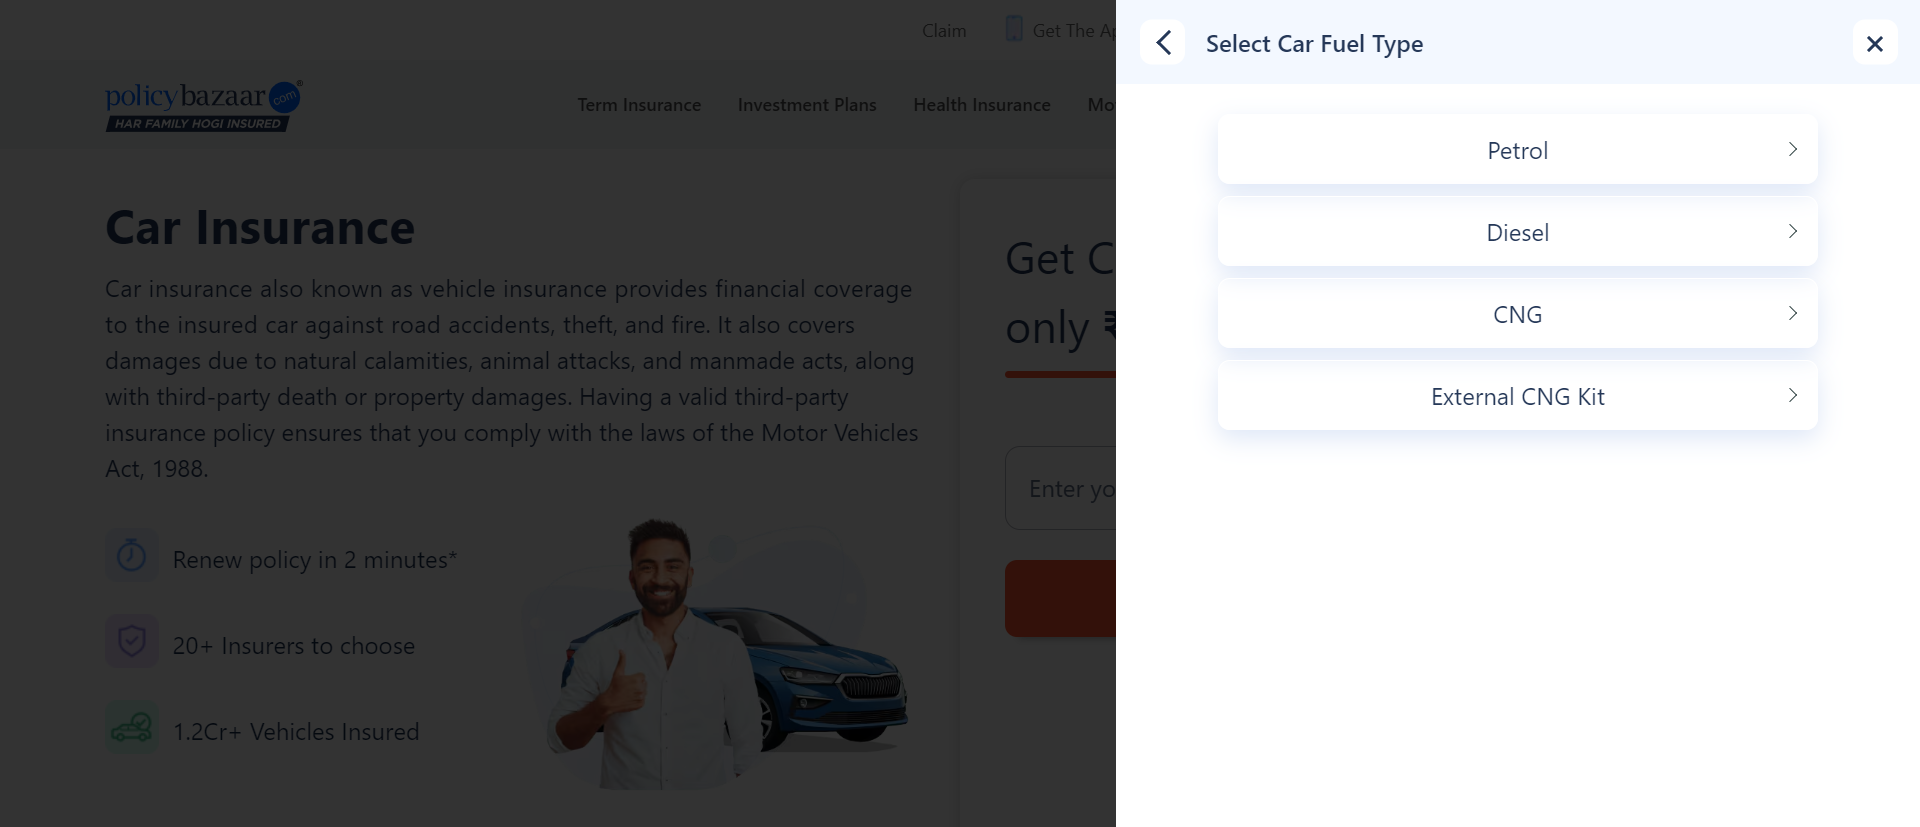 Claim
Get The Ap
policybazaar.com®
HAR FAMILY HOGI INSURED
Term Insurance
Investment Plans
Health Insurance
Mo
Car Insurance
Car insurance also known as vehicle insurance provides financial coverage
to the insured car against road accidents, theft, and fire. It also covers
damages due to natural calamities, animal attacks, and manmade acts, along
with third-party death or property damages. Having a valid third-party
insurance policy ensures that you comply with the laws of the Motor Vehicles
Act, 1988.
Renew policy in 2 minutes*
20+ Insurers to choose
1.2Cr+ Vehicles Insured
Get C
only ₹
Enter yo
Select Car Fuel Type
Petrol
Diesel
CNG
External CNG Kit